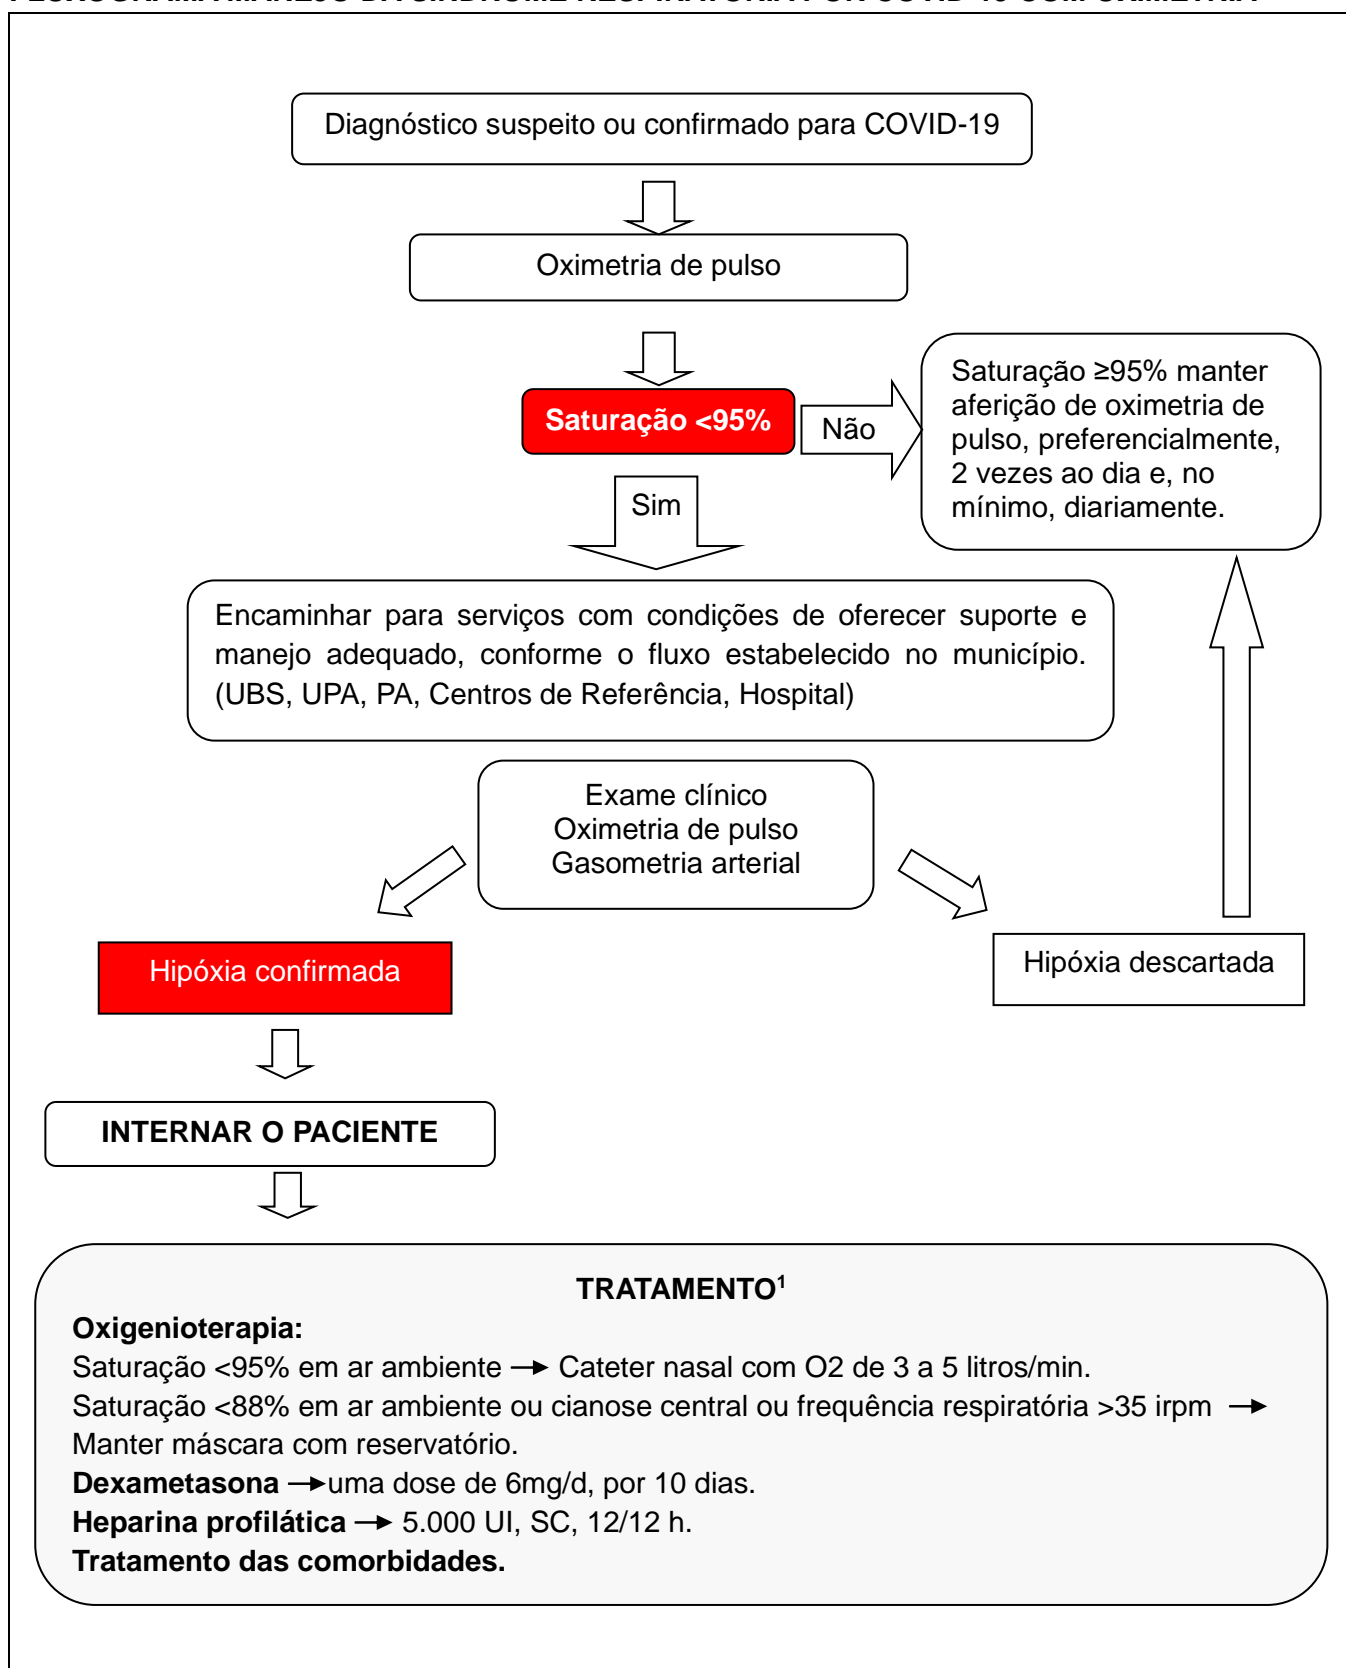 Diagnóstico suspeito ou confirmado para COVID-19
Oximetria de pulso
Saturação <95%
Não
Saturação ≥95% manter
aferição de oximetria de
pulso, preferencialmente,
2 vezes ao dia e, no
mínimo, diariamente.
Sim
Encaminhar para serviços com condições de oferecer suporte e
manejo adequado, conforme o fluxo estabelecido no município.
(UBS, UPA, PA, Centros de Referência, Hospital)
Exame clínico
Oximetria de pulso
Gasometria arterial
Hipóxia confirmada
Hipóxia descartada
INTERNAR O PACIENTE
TRATAMENTO¹
Oxigenioterapia:
Saturação <95% em ar ambiente → Cateter nasal com O2 de 3 a 5 litros/min.
Saturação <88% em ar ambiente ou cianose central ou frequência respiratória >35 irpm →
Manter máscara com reservatório.
Dexametasona →uma dose de 6mg/d, por 10 dias.
Heparina profilática → 5.000 UI, SC, 12/12 h.
Tratamento das comorbidades.